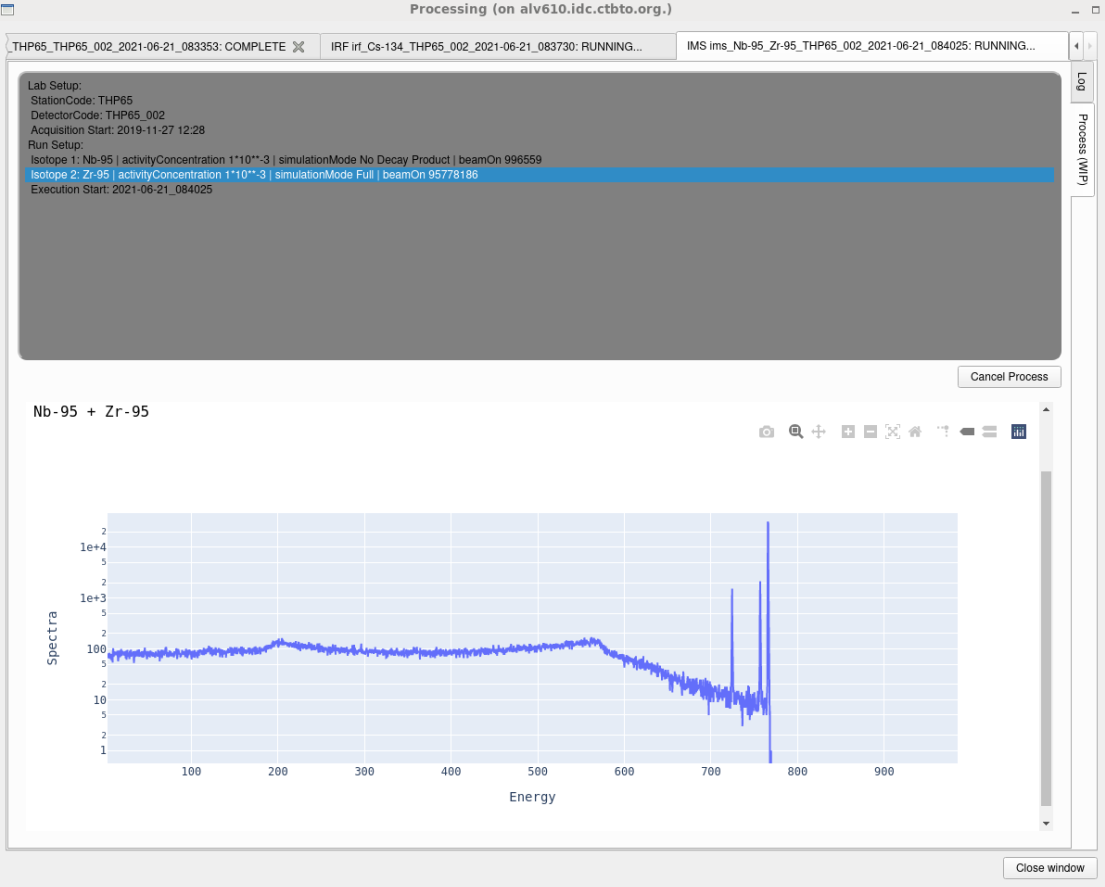 Processing (on alv610.idc.ctbto.org.)
_THP65_THP65_002_2021-06-21_083353: COMPLETE
IRF irf_Cs-134_THP65_002_2021-06-21_083730: RUNNING...
IMS ims_Nb-95_Zr-95_THP65_002_2021-06-21_084025: RUNNING...
Log
Process (WIP)
Lab Setup:
StationCode: THP65
DetectorCode: THP65_002
Acquisition Start: 2019-11-27 12:28
Run Setup:
Isotope 1: Nb-95 | activityConcentration 1*10**-3 | simulationMode No Decay Product | beamOn 996559
Isotope 2: Zr-95 | activityConcentration 1*10**-3 | simulationMode Full | beamOn 95778186
Execution Start: 2021-06-21_084025
Cancel Process
Nb-95 + Zr-95
Spectra
2
1e+4
5
2
1e+3
5
2
100
5
2
10
5
2
1
100 200 300 400 500 600 700 800 900
Energy
Close window